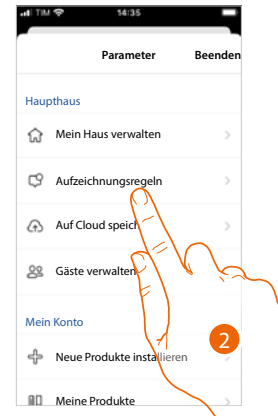 TIM 14:35
Parameter Beenden
Haupthaus
Mein Haus verwalten
Aufzeichnungsregeln
Auf Cloud speich
Gäste verwalten
Mein Konto
2
Neue Produkte installieren
Meine Produkte